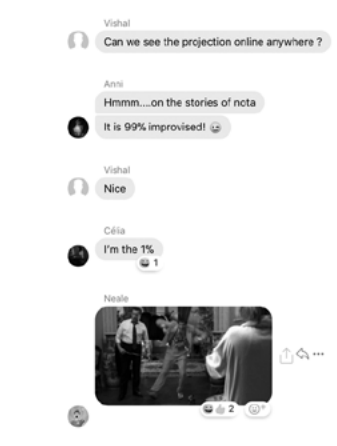 Vishal
Can we see the projection online anywhere ?
Anni
Hmmm....on the stories of nota
It is 99% improvised! 😄
Vishal
Nice
Célia
I'm the 1%
😆 1
Neale
😆👍 2